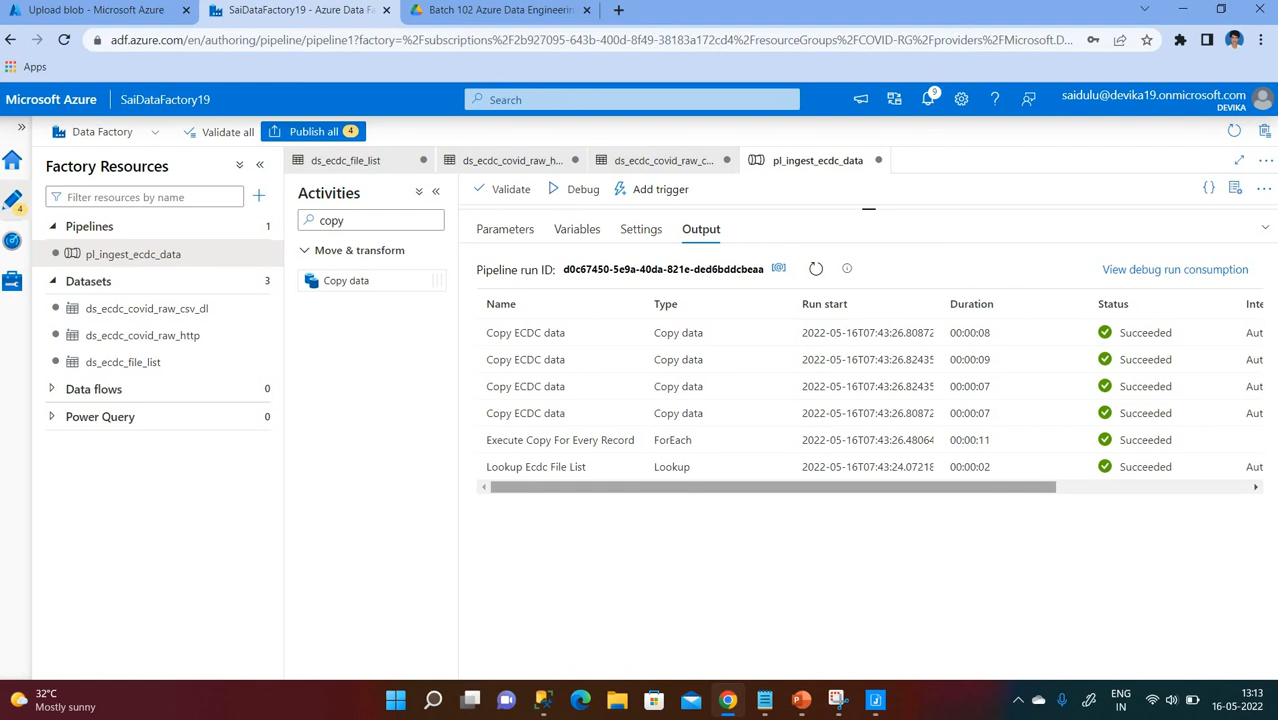 Upload blob - Microsoft Azure
SaiDataFactory19 - Azure Data Fa
Batch 102 Azure Data Engineerin
adf.azure.com/en/authoring/pipeline/pipeline1?factory=%2Fsubscriptions%2F2b927095-643b-400d-8f49-38183a172cd4%2FresourceGroups%2FCOVID-RG%2Fproviders%2FMicrosoft.D...
Apps
Microsoft Azure
SaiDataFactory19
Search
9
saidulu@devika19.onmicrosoft.com
DEVIKA
Data Factory
Validate all
Publish all 4
Factory Resources
Filter resources by name
4
Pipelines 1
pl_ingest_ecdc_data
Datasets 3
ds_ecdc_covid_raw_csv_dl
ds_ecdc_covid_raw_http
ds_ecdc_file_list
Data flows 0
Power Query 0
ds_ecdc_file_list
ds_ecdc_covid_raw_h...
ds_ecdc_covid_raw_c...
pl_ingest_ecdc_data
Activities
copy
Move & transform
Copy data
Validate
Debug
Add trigger
Parameters
Variables
Settings
Output
Pipeline run ID: d0c67450-5e9a-40da-821e-ded6bddcbeaa
View debug run consumption
Name Type Run start Duration Status Inte
Copy ECDC data Copy data 2022-05-16T07:43:26.80872 00:00:08 Succeeded Aut
Copy ECDC data Copy data 2022-05-16T07:43:26.82435 00:00:09 Succeeded Aut
Copy ECDC data Copy data 2022-05-16T07:43:26.82435 00:00:07 Succeeded Aut
Copy ECDC data Copy data 2022-05-16T07:43:26.80872 00:00:07 Succeeded Aut
Execute Copy For Every Record ForEach 2022-05-16T07:43:26.48064 00:00:11 Succeeded
Lookup Ecdc File List Lookup 2022-05-16T07:43:24.07218 00:00:02 Succeeded Aut
32°C
Mostly sunny
ENG
IN
13:13
16-05-2022